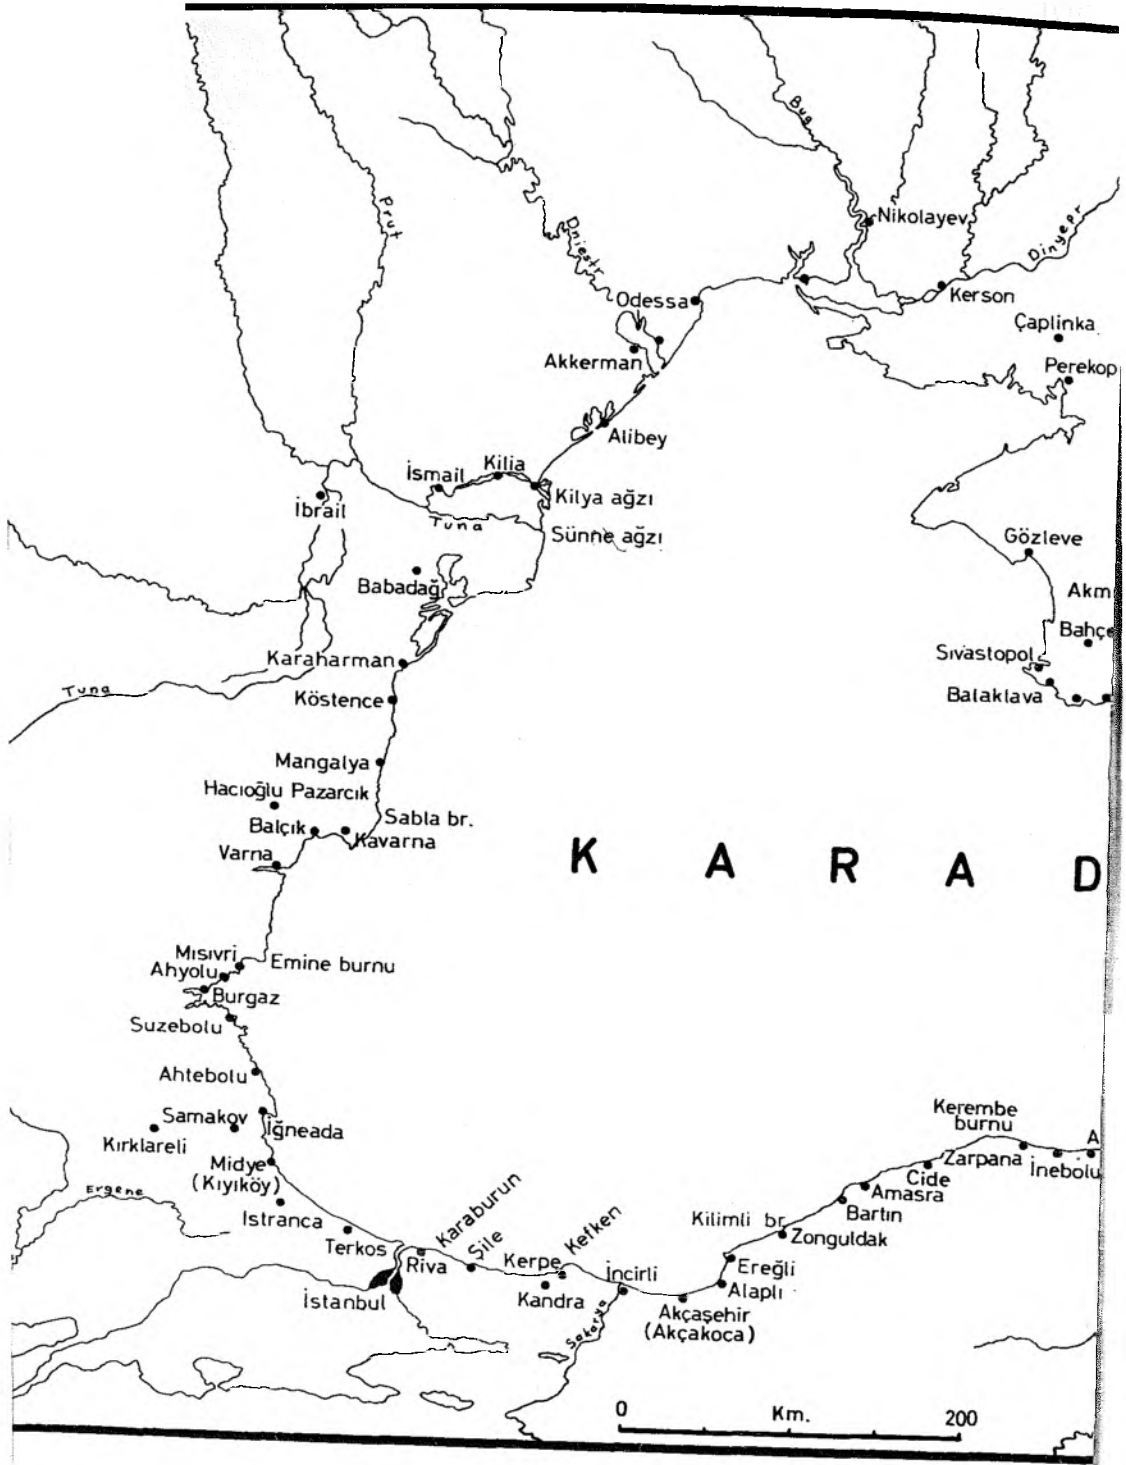 Bug
Prut
Dniestr
Nikolayev
Dinyepr
Odessa
Kerson
Çaplinka
Akkerman
Perekop
Alibey
İsmail
Kilia
Kilya ağzı
İbrail
Tuna
Sünne ağzı
Gözleve
Babadağ
Akm
Bahçe
Karaharman
Sıvastopol
Tuna
Köstence
Balaklava
Mangalya
Hacıoğlu Pazarcık
Sabla br.
Balçık
Kavarna
Varna
K A R A D
Mısıvri
Emine burnu
Ahyolu
Burgaz
Suzebolu
Ahtebolu
Samakov
İğneada
Kırklareli
Kerembe
burnu
A
Midye
(Kıyıköy)
Zarpana
İnebolu
Cide
Ergene
Amasra
Istranca
Bartın
Karaburun
Kilimli br.
Terkos
Zonguldak
Riva
Şile
Kerpe
Kefken
Ereğli
İncirli
İstanbul
Kandra
Alaplı
Akçaşehir
(Akçakoca)
Sakarya
0 Km. 200